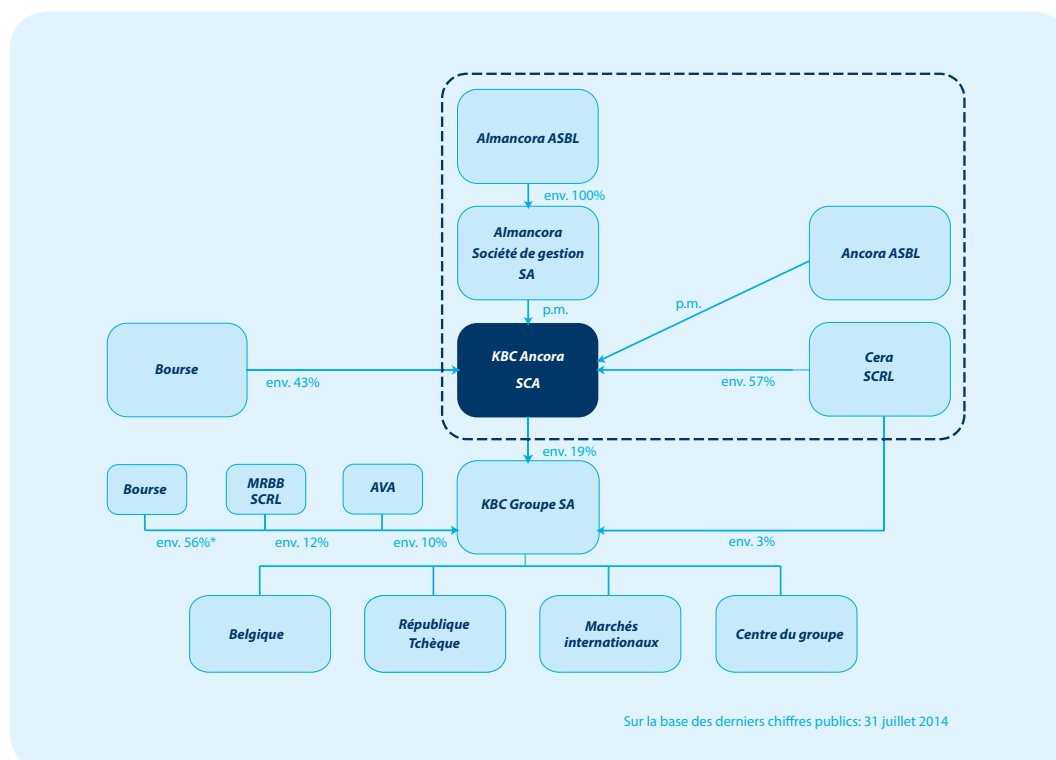 Almancora ASBL
env. 100%
Almancora
Société de gestion
SA
Ancora ASBL
p.m.
p.m.
Bourse
env. 43%
KBC Ancora
SCA
env. 57%
Cera
SCRL
env. 19%
Bourse
MRBB
SCRL
AVA
KBC Groupe SA
env. 56%*
env. 12%
env. 10%
env. 3%
Belgique
République
Tchèque
Marchés
internationaux
Centre du groupe
Sur la base des derniers chiffres publics: 31 juillet 2014